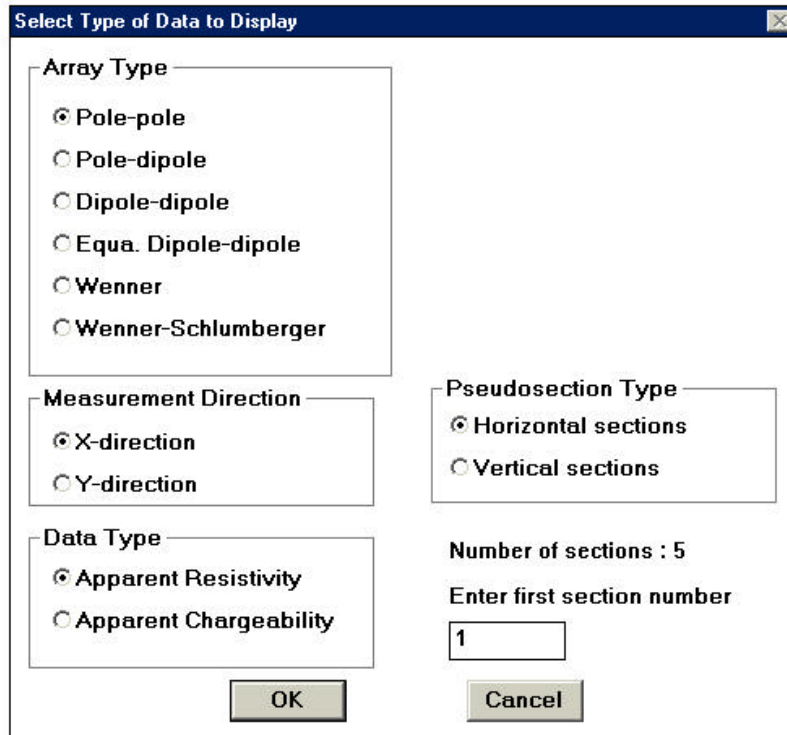 Select Type of Data to Display
Array Type
Pole-pole
Pole-dipole
Dipole-dipole
Equa. Dipole-dipole
Wenner
Wenner-Schlumberger
Measurement Direction
X-direction
Y-direction
Data Type
Apparent Resistivity
Apparent Chargeability
Pseudosection Type
Horizontal sections
Vertical sections
Number of sections : 5
Enter first section number
1
OK
Cancel